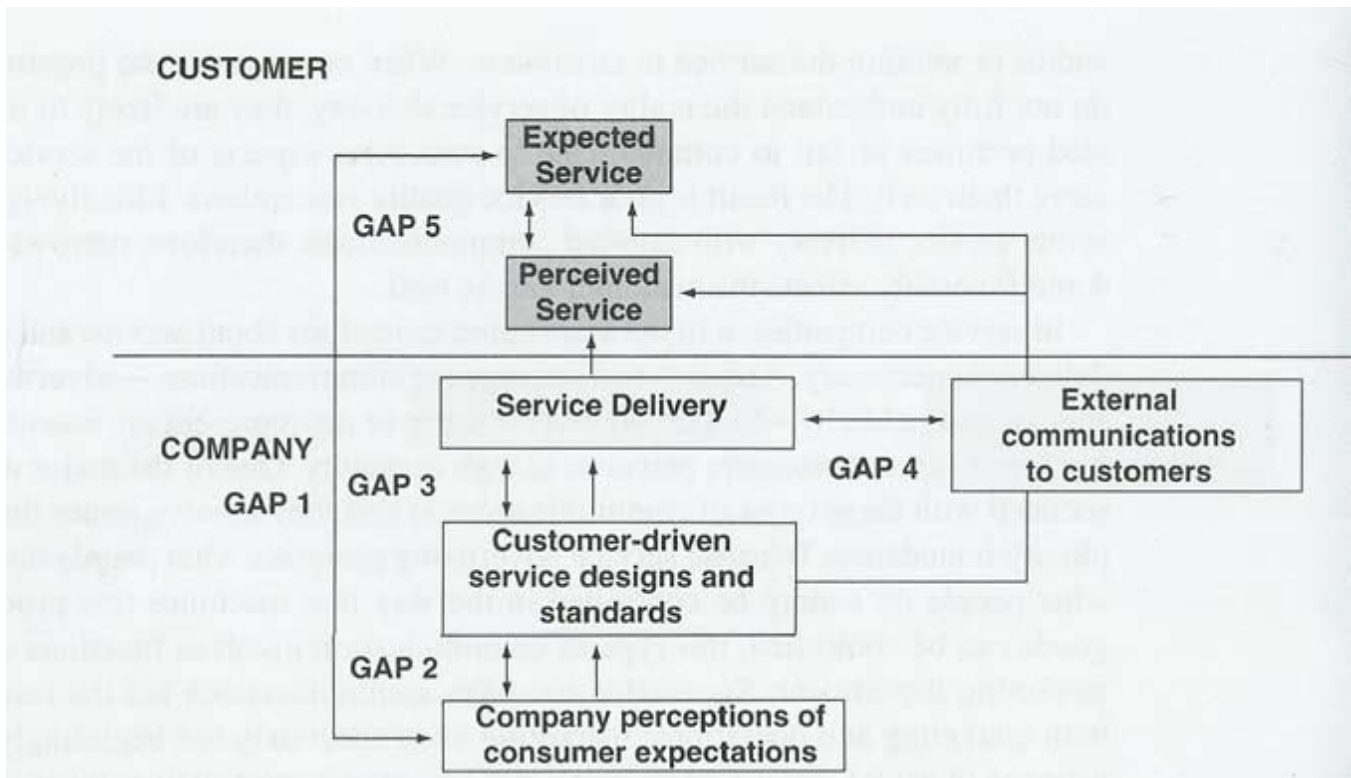 CUSTOMER
Expected
Service
GAP 5
Perceived
Service
Service Delivery
External
communications
to customers
COMPANY
GAP 4
GAP 1
GAP 3
Customer-driven
service designs and
standards
GAP 2
Company perceptions of
consumer expectations